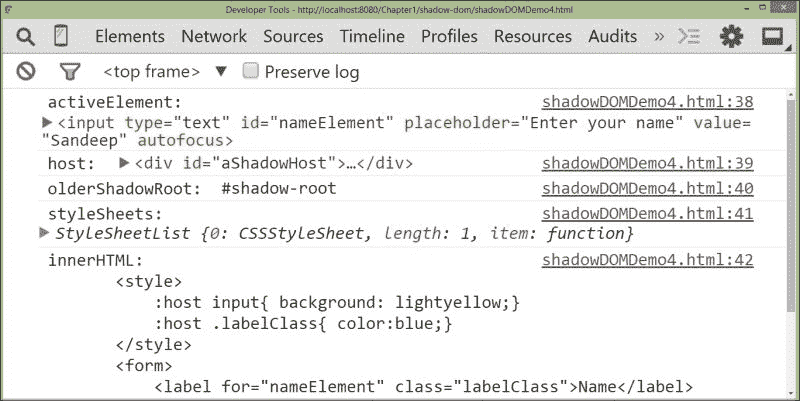 Developer Tools - http://localhost:8080/Chapter1/shadow-dom/shadowDOMDemo4.html
Elements Network Sources Timeline Profiles Resources Audits »
<top frame> ▼ Preserve log
activeElement: shadowDOMDemo4.html:38
▶<input type="text" id="nameElement" placeholder="Enter your name" value=
"Sandeep" autofocus>
host: ▶<div id="aShadowHost">…</div> shadowDOMDemo4.html:39
olderShadowRoot: #shadow-root shadowDOMDemo4.html:40
styleSheets: shadowDOMDemo4.html:41
▶StyleSheetList {0: CSSStyleSheet, length: 1, item: function}
innerHTML: shadowDOMDemo4.html:42
<style>
:host input{ background: lightyellow;}
:host .labelClass{ color:blue;}
</style>
<form>
<label for="nameElement" class="labelClass">Name</label>